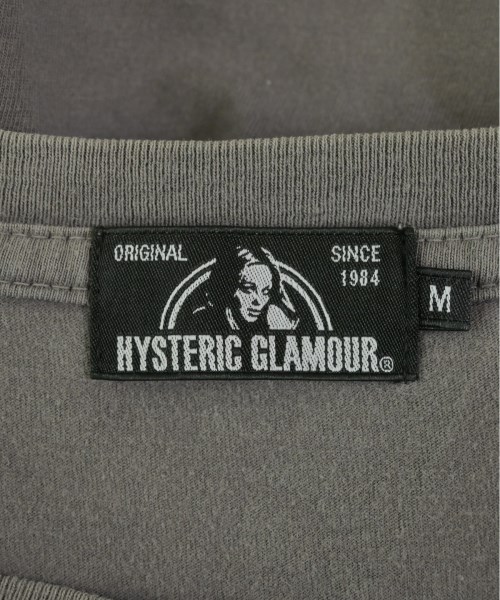 ORIGINAL SINCE
1984
HYSTERIC GLAMOUR®
M